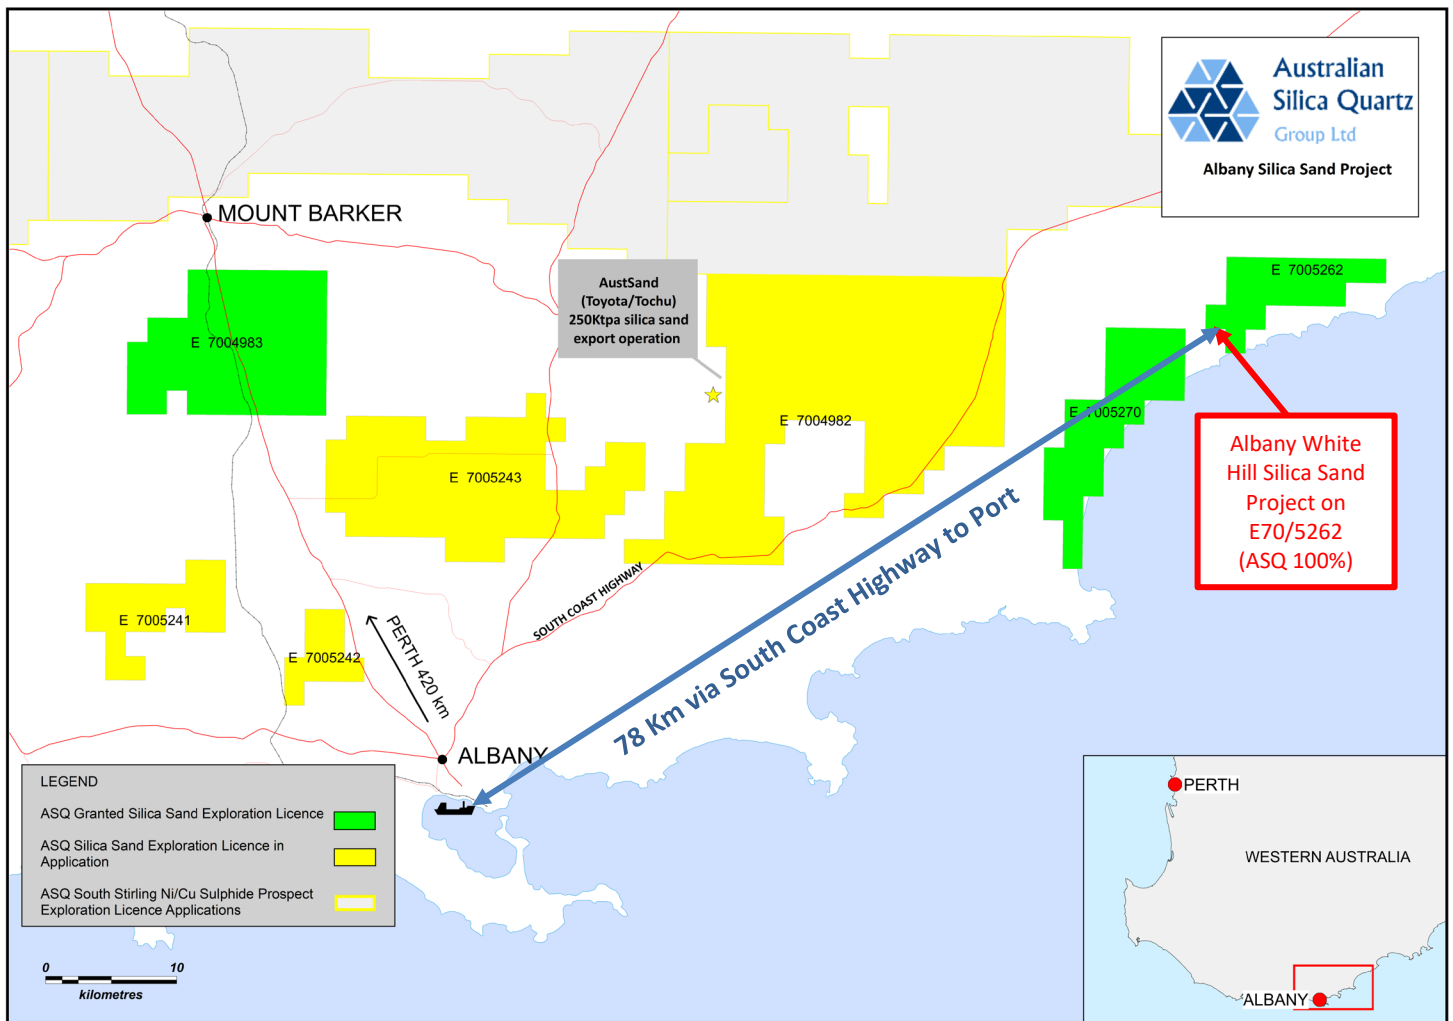 Australian
Silica Quartz
Group Ltd
Albany Silica Sand Project
MOUNT BARKER
AustSand
(Toyota/Tochu)
250Ktpa silica sand
export operation
E 7005262
E 7004983
E 7005270
E 7004982
E 7005243
Albany White
Hill Silica Sand
Project on
E70/5262
(ASQ 100%)
78 Km via South Coast Highway to Port
SOUTH COAST HIGHWAY
E 7005241
E 7005242
PERTH 420 km
ALBANY
LEGEND
ASQ Granted Silica Sand Exploration Licence
ASQ Silica Sand Exploration Licence in
Application
ASQ South Stirling Ni/Cu Sulphide Prospect
Exploration Licence Applications
0 10
kilometres
PERTH
WESTERN AUSTRALIA
ALBANY